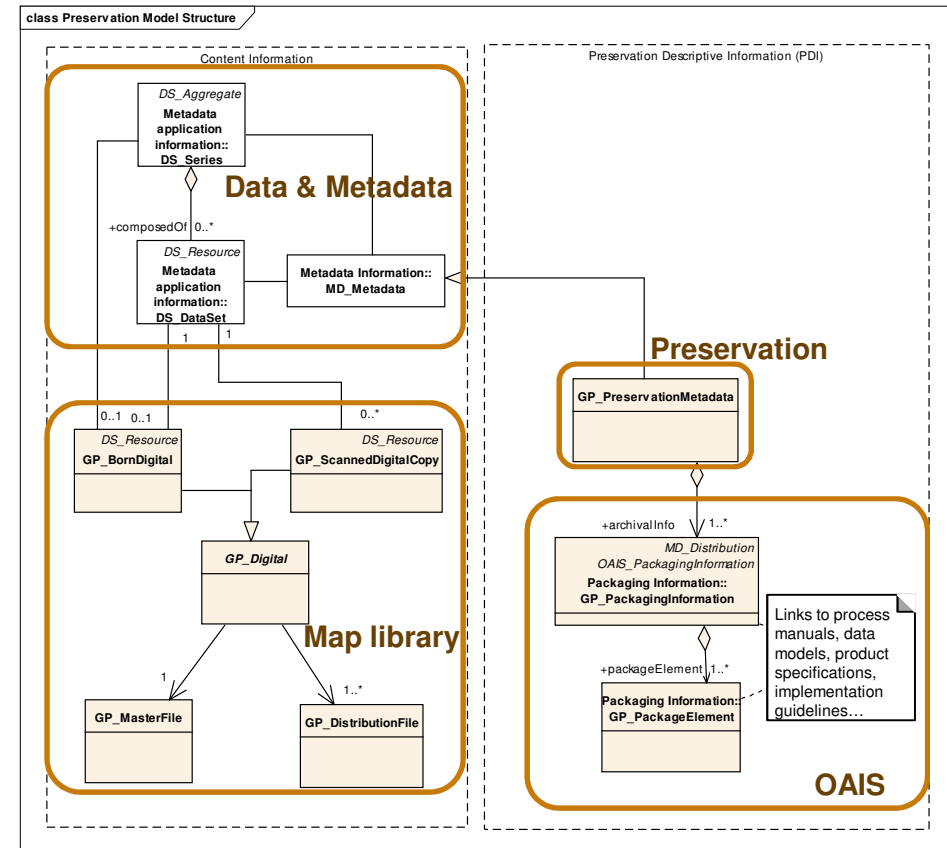 class Preservation Model Structure
Content Information
DS_Aggregate
Metadata
application
information::
DS_Series
Data & Metadata
+composedOf
0..*
DS_Resource
Metadata
application
information::
DS_DataSet
Metadata Information::
MD_Metadata
1
1
0..1
0..1
0..*
DS_Resource
GP_BornDigital
DS_Resource
GP_ScannedDigitalCopy
GP_Digital
Map library
1
1..*
GP_MasterFile
GP_DistributionFile
Preservation Descriptive Information (PDI)
Preservation
GP_PreservationMetadata
+archivalInfo
1..*
MD_Distribution
OAIS_PackagingInformation
Packaging Information::
GP_PackagingInformation
Links to process
manuals, data
models, product
specifications,
implementation
guidelines…
+packageElement
1..*
Packaging Information::
GP_PackageElement
OAIS